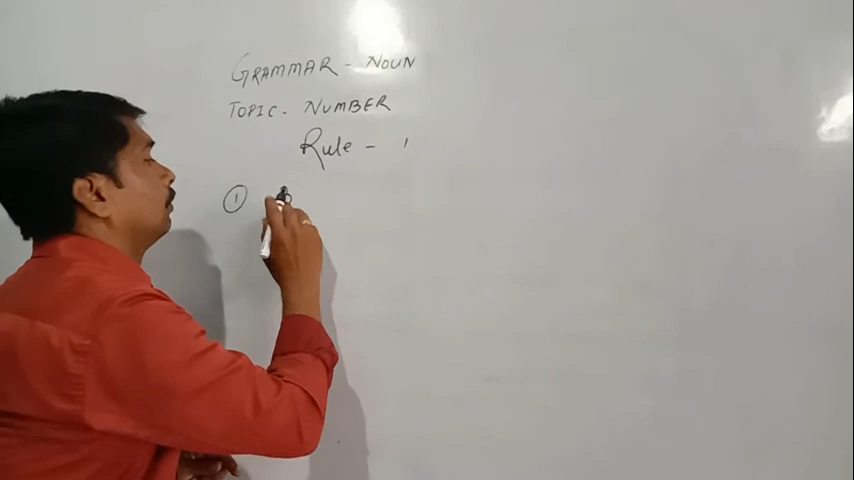 GRAMMAR - NOUN
TOPIC - NUMBER
Rule - 1
①